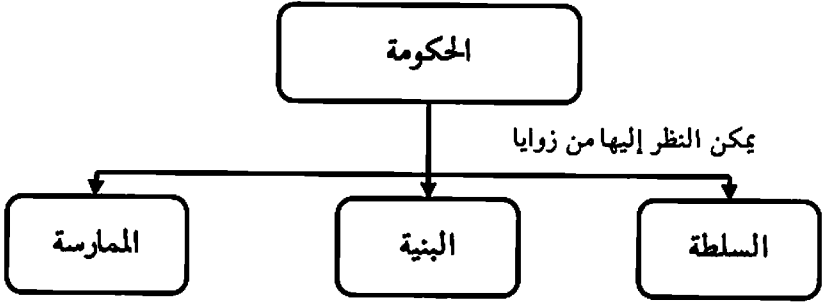 الحكومة
يمكن النظر إليها من زوايا
السلطة
البنية
الممارسة